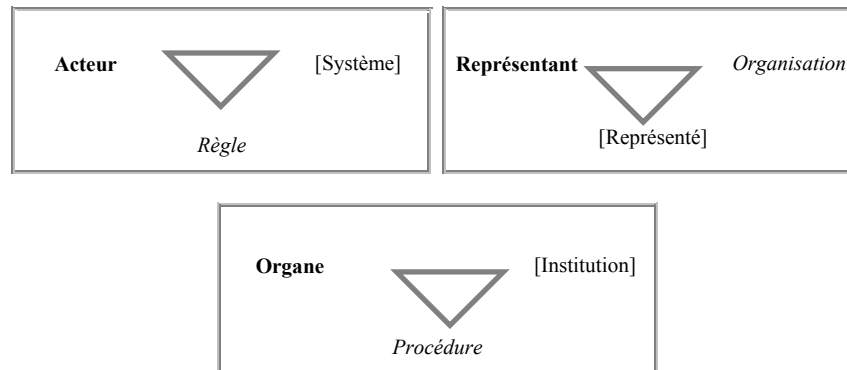 Acteur [Système]
Règle
Représentant Organisation
[Représenté]
Organe [Institution]
Procédure